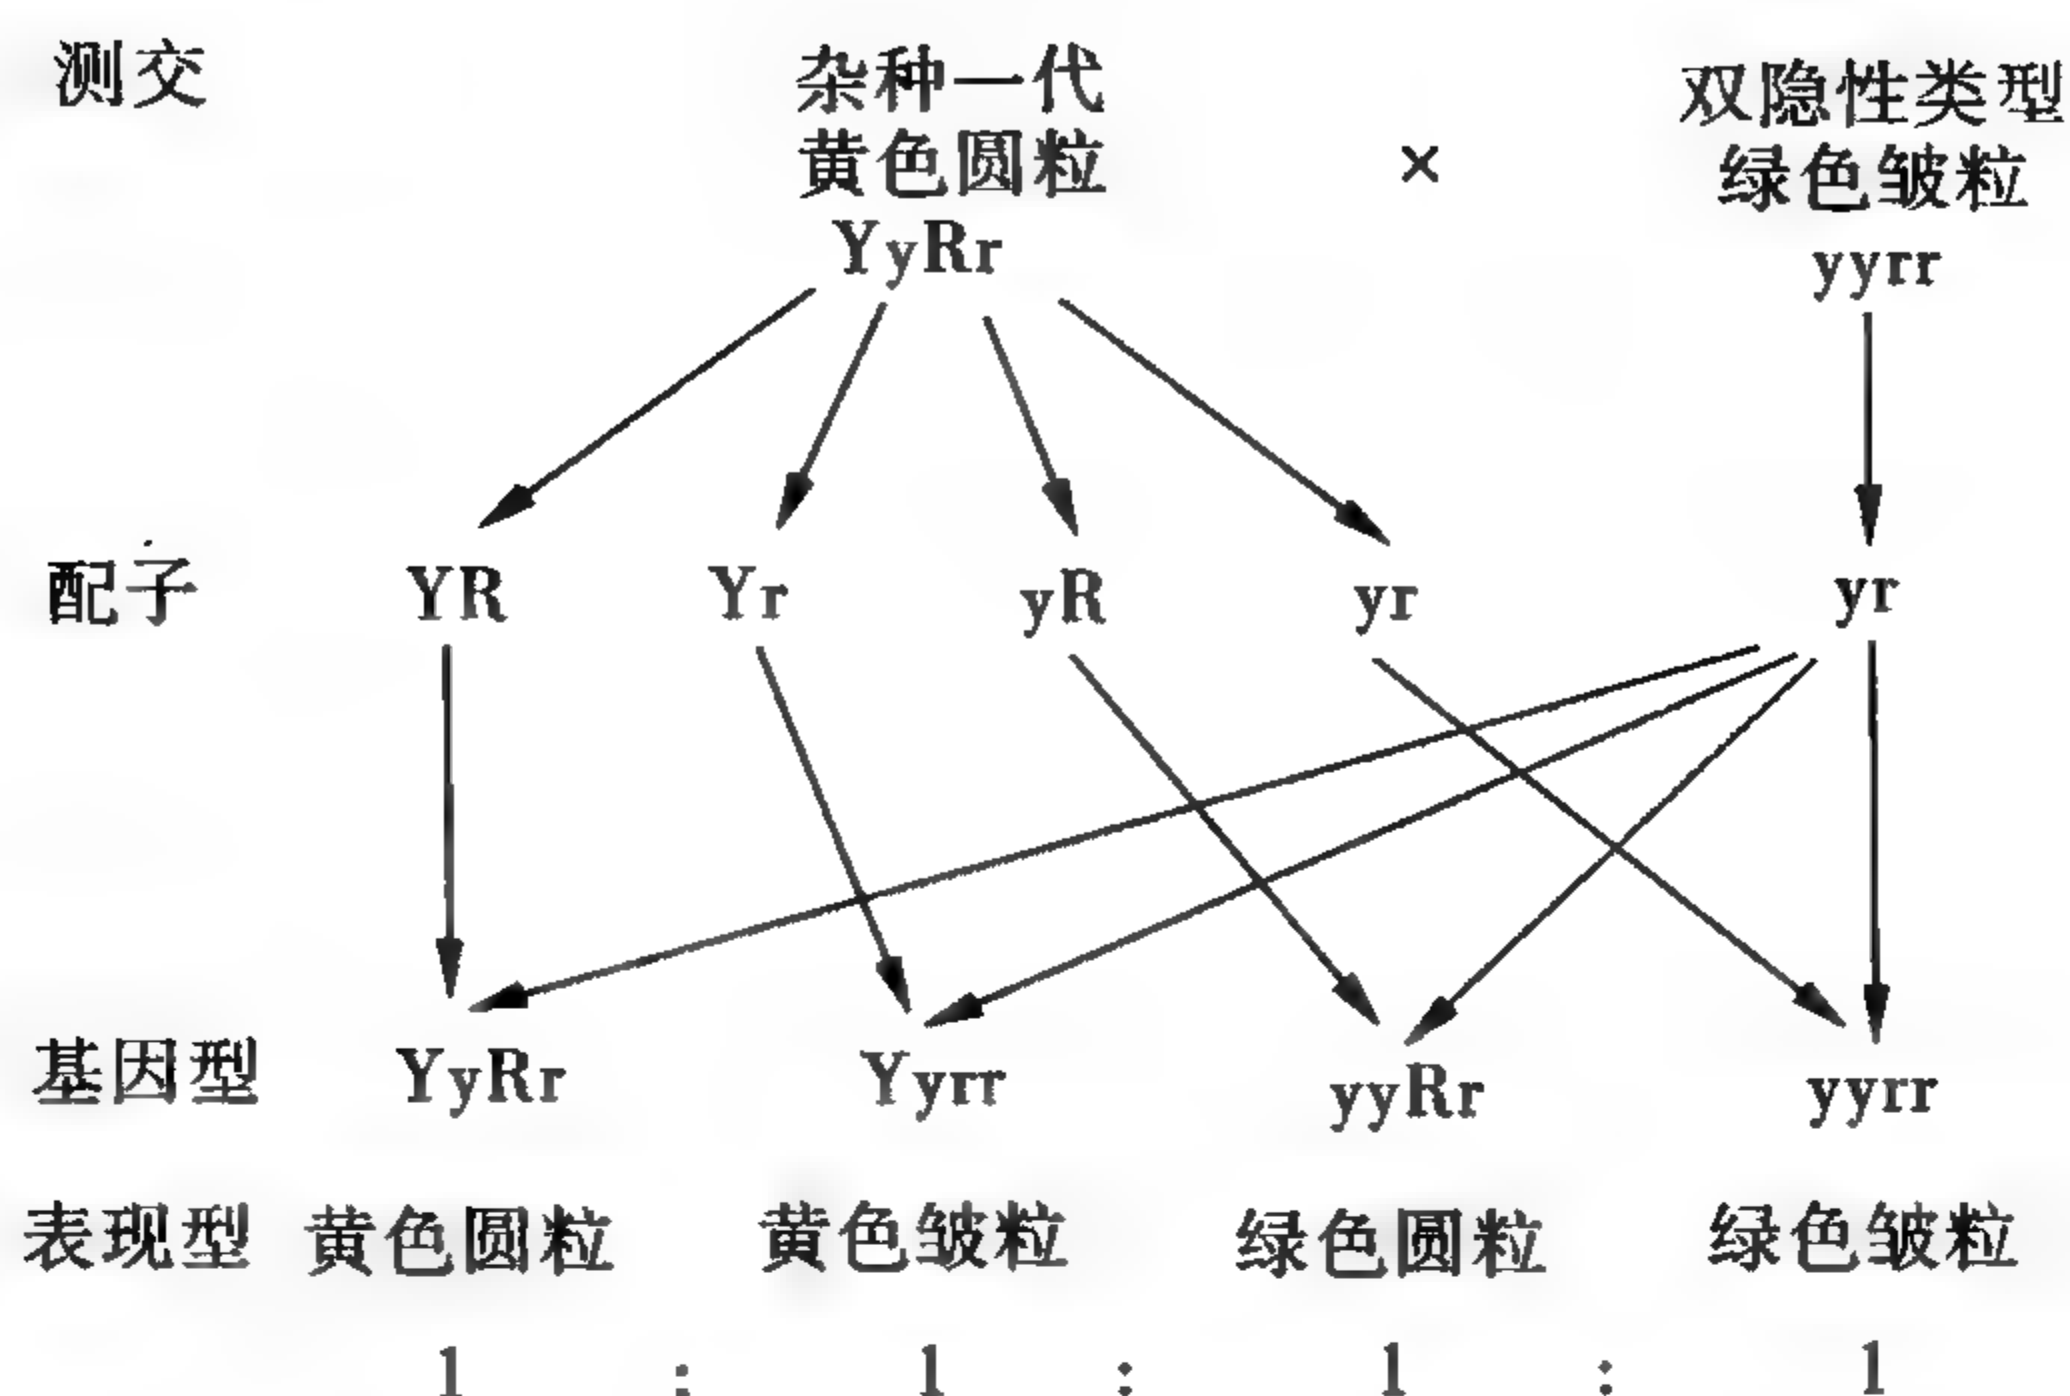 测交
杂种一代
黄色圆粒
YyRr
×
双隐性类型
绿色皱粒
yyrr
配子 YR Yr yR yr yr
基因型 YyRr Yyrr yyRr yyrr
表现型 黄色圆粒 黄色皱粒 绿色圆粒 绿色皱粒
1 : 1 : 1 : 1